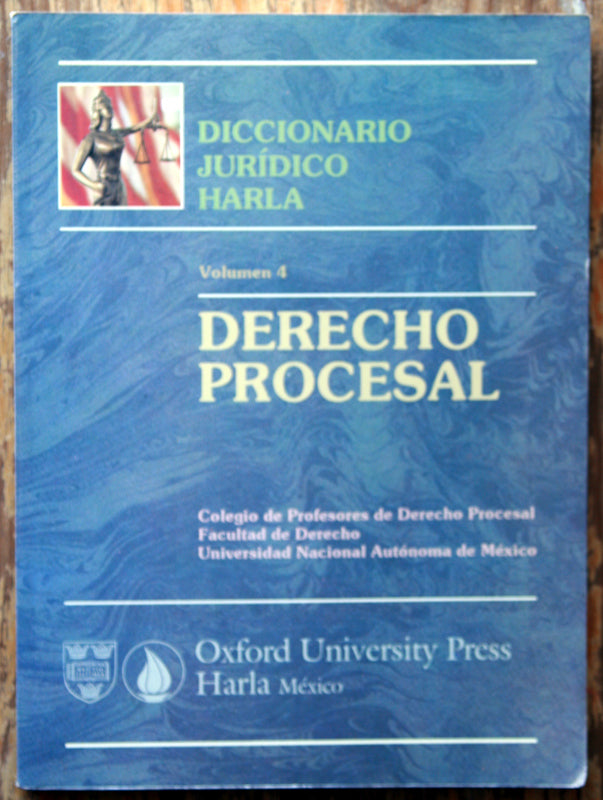 DICCIONARIO
JURÍDICO
HARLA
Volumen 4
DERECHO
PROCESAL
Colegio de Profesores de Derecho Procesal
Facultad de Derecho
Universidad Nacional Autónoma de México
Oxford University Press
Harla México